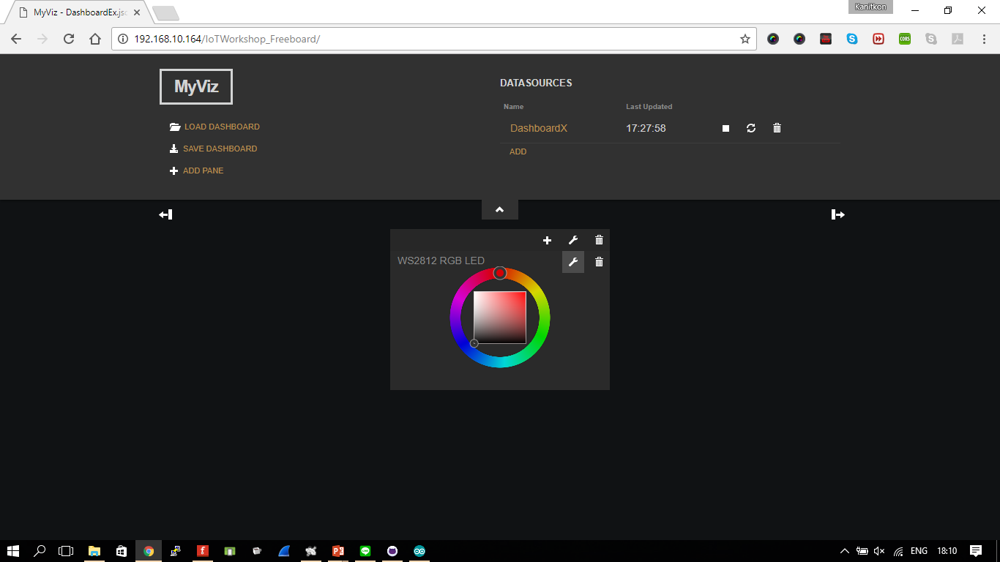 MyViz - DashboardEx.jsc
Kanitkon
192.168.10.164/IoTWorkshop_Freeboard/
CORS
MyViz
LOAD DASHBOARD
SAVE DASHBOARD
ADD PANE
DATASOURCES
Name Last Updated
DashboardX 17:27:58
ADD
WS2812 RGB LED
ENG 18:10